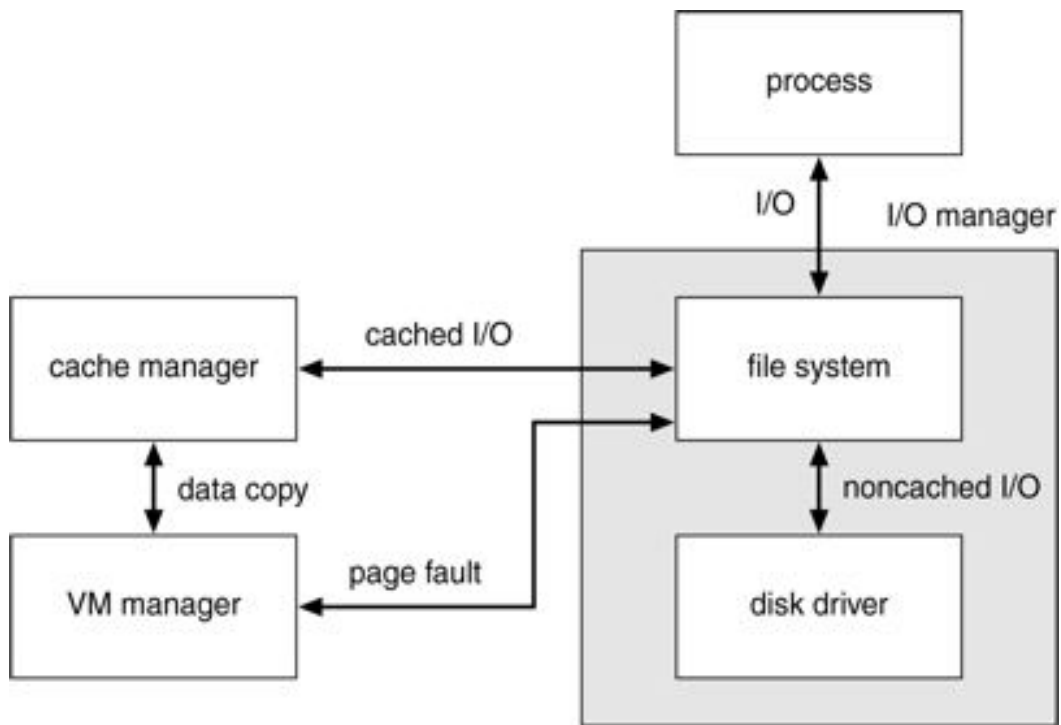 process
I/O
I/O manager
cached I/O
cache manager
file system
data copy
noncached I/O
page fault
VM manager
disk driver